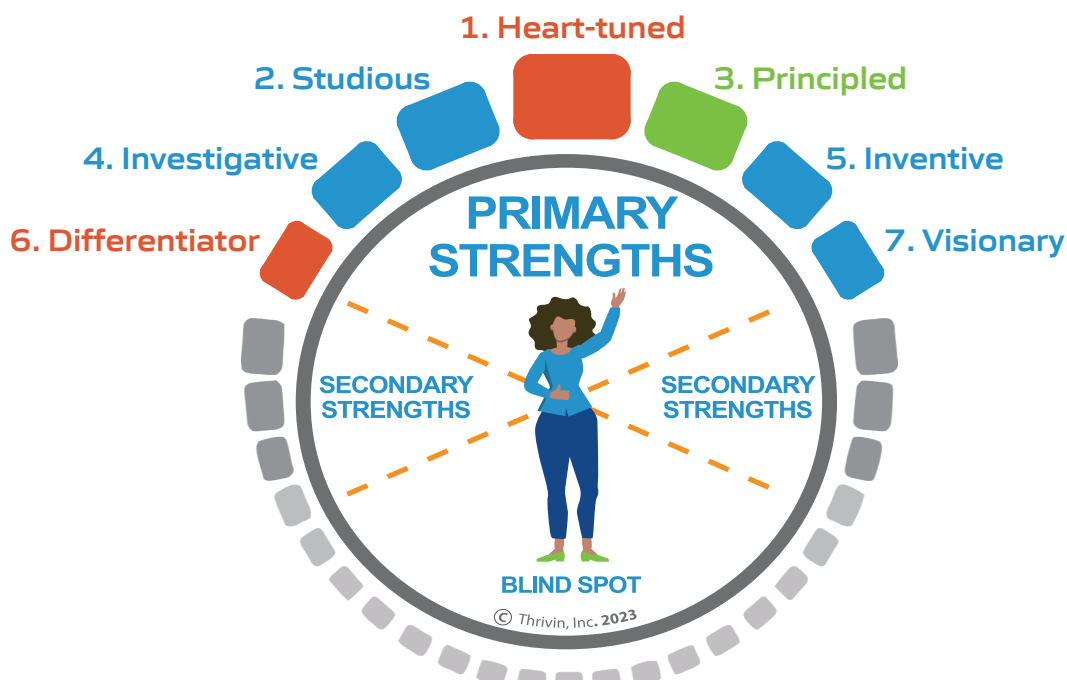 1. Heart-tuned
2. Studious
3. Principled
4. Investigative
5. Inventive
6. Differentiator
7. Visionary
PRIMARY
STRENGTHS
SECONDARY
STRENGTHS
SECONDARY
STRENGTHS
BLIND SPOT
© Thrivin, Inc. 2023